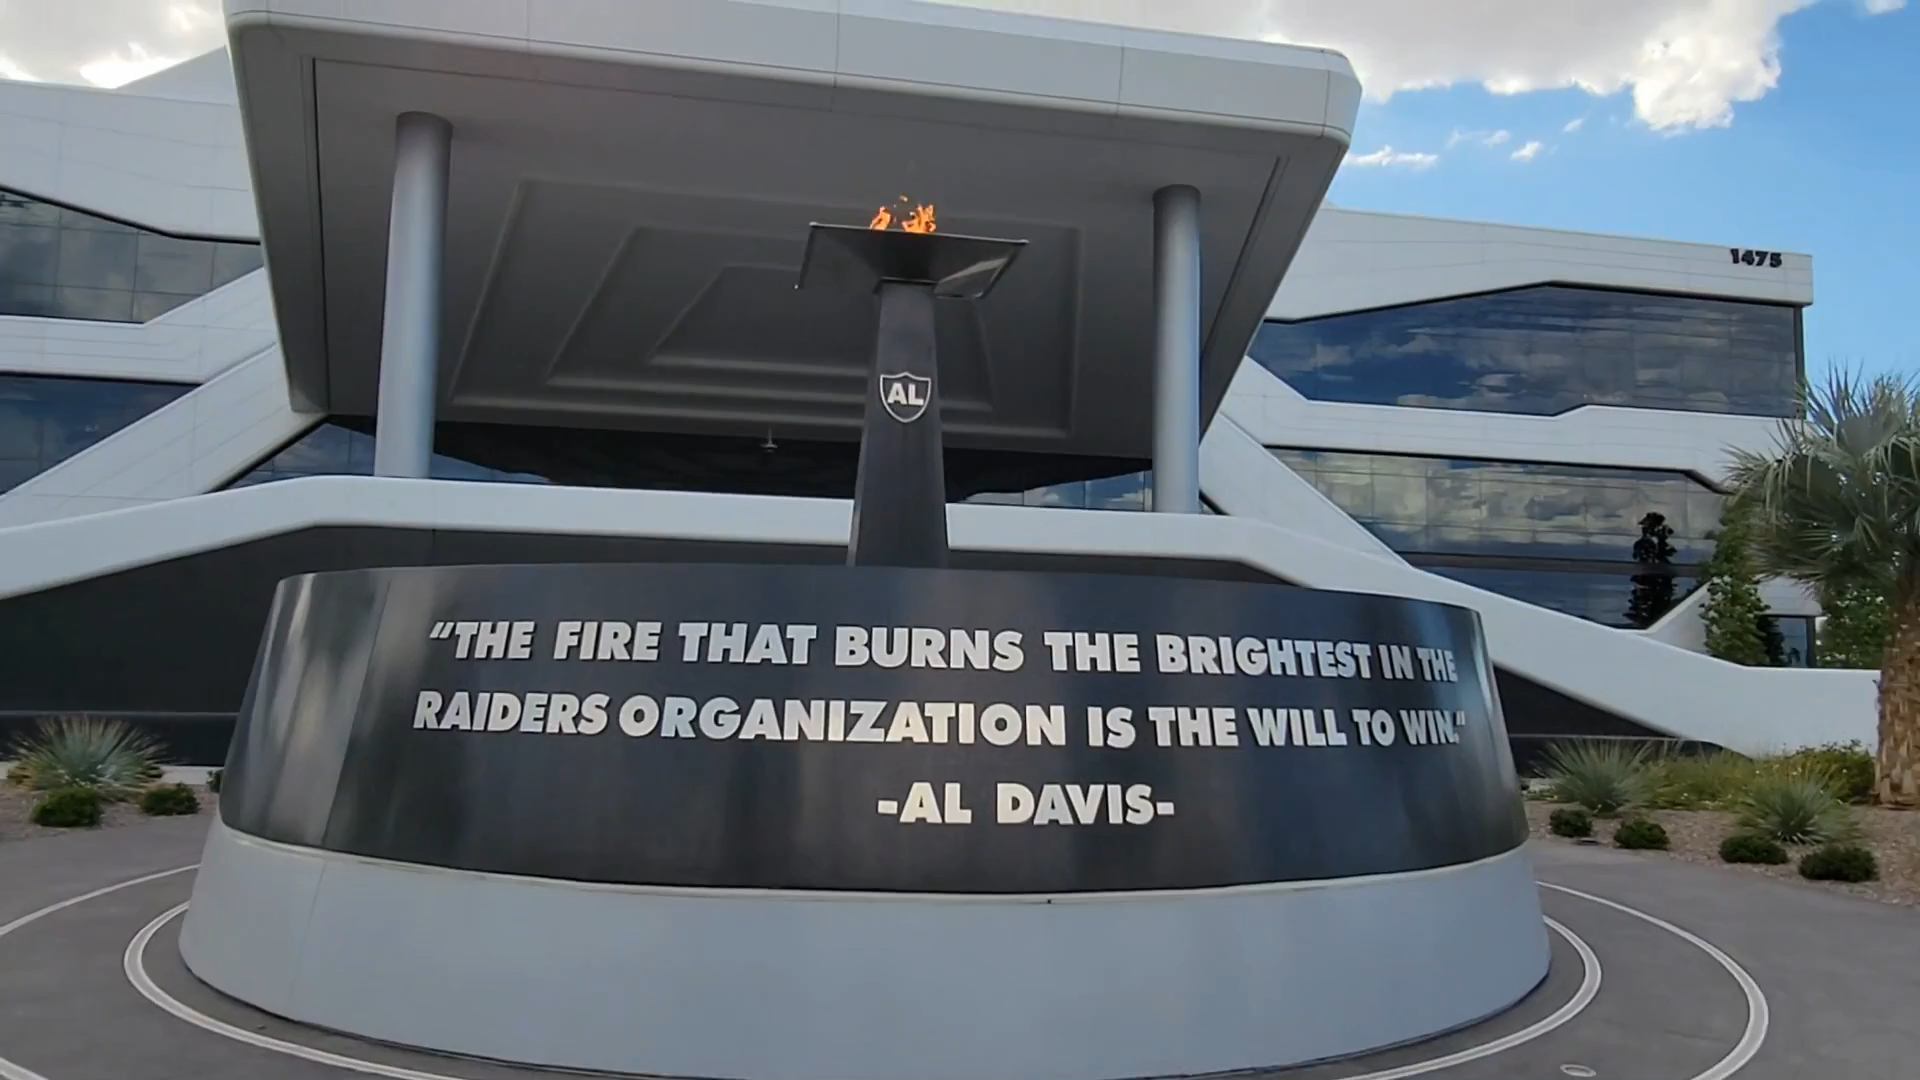 1475
AL
“THE FIRE THAT BURNS THE BRIGHTEST IN THE
RAIDERS ORGANIZATION IS THE WILL TO WIN.“
-AL DAVIS-